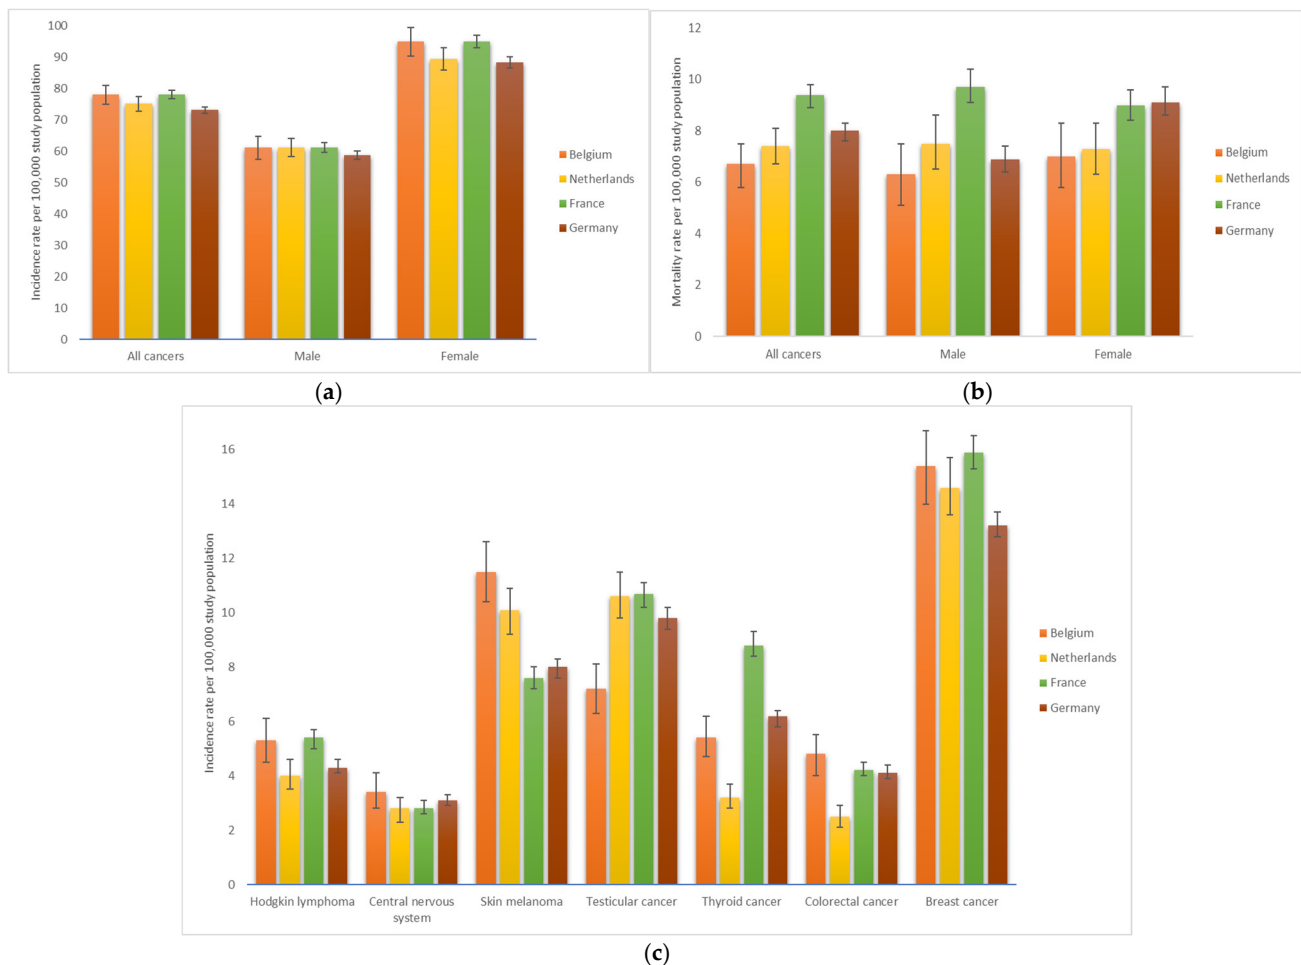 Incidence rate per 100,000 study population
100
90
80
70
60
50
40
30
20
10
0
All cancers
Male
Female
Belgium
Netherlands
France
Germany
(a)
Mortality rate per 100,000 study population
12
10
8
6
4
2
0
All cancers
Male
Female
Belgium
Netherlands
France
Germany
(b)
Incidence rate per 100,000 study population
16
14
12
10
8
6
4
2
0
Hodgkin lymphoma
Central nervous
system
Skin melanoma
Testicular cancer
Thyroid cancer
Colorectal cancer
Breast cancer
Belgium
Netherlands
France
Germany
(c)